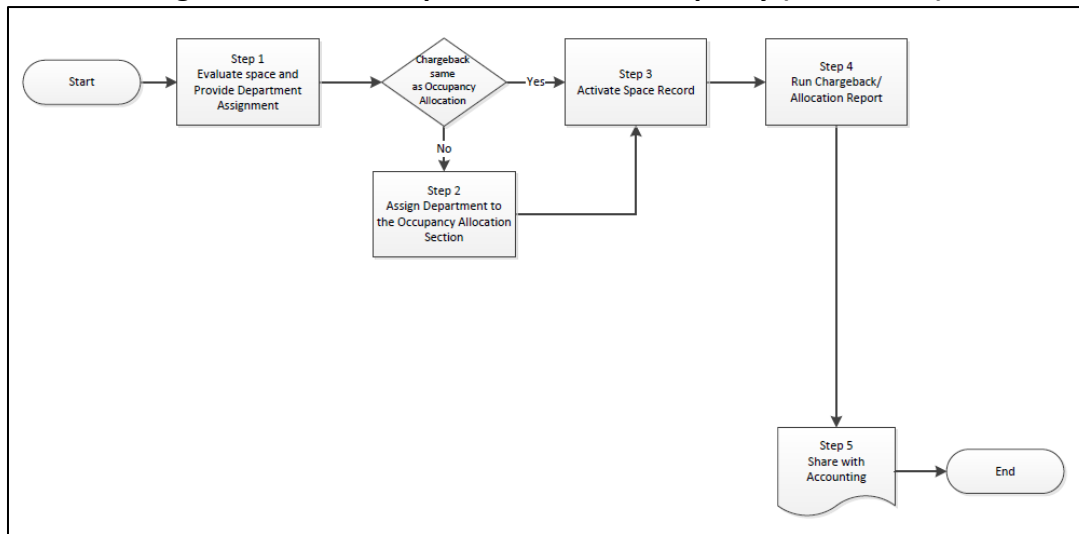 Start
Step 1
Evaluate space and
Provide Department
Assignment
Chargeback
same
as Occupancy
Allocation
Yes
No
Step 2
Assign Department to
the Occupancy Allocation
Section
Step 3
Activate Space Record
Step 4
Run Chargeback/
Allocation Report
Step 5
Share with
Accounting
End